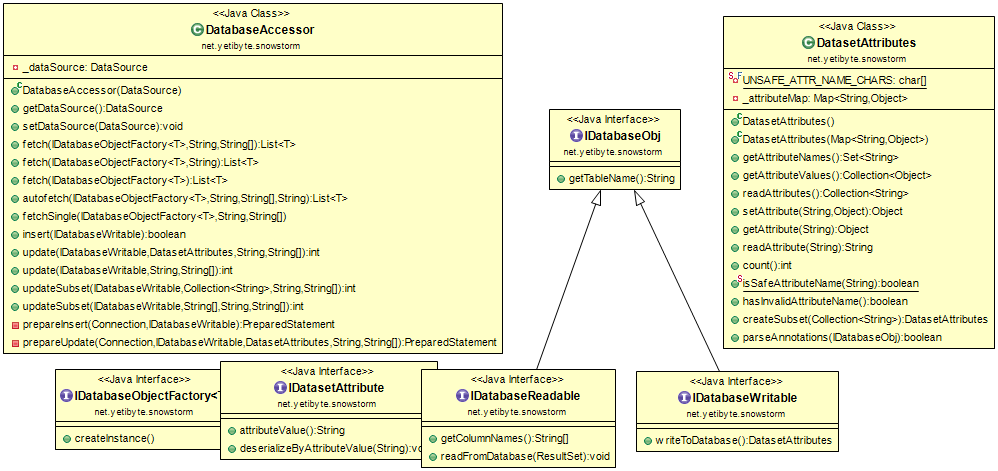 <<Java Class>>
DatabaseAccessor
net.yetibyte.snowstorm
_dataSource: DataSource
DatabaseAccessor(DataSource)
getDataSource():DataSource
setDataSource(DataSource):void
fetch(IDatabaseObjectFactory<T>,String,String[]):List<T>
fetch(IDatabaseObjectFactory<T>,String):List<T>
fetch(IDatabaseObjectFactory<T>):List<T>
autofetch(IDatabaseObjectFactory<T>,String,String[],String):List<T>
fetchSingle(IDatabaseObjectFactory<T>,String,String[])
insert(IDatabaseWritable):boolean
update(IDatabaseWritable,DatasetAttributes,String,String[]):int
update(IDatabaseWritable,String,String[]):int
updateSubset(IDatabaseWritable,Collection<String>,String,String[]):int
updateSubset(IDatabaseWritable,String[],String,String[]):int
prepareInsert(Connection,IDatabaseWritable):PreparedStatement
prepareUpdate(Connection,IDatabaseWritable,DatasetAttributes,String,String[]):PreparedStatement
<<Java Interface>>
IDatabaseObj
net.yetibyte.snowstorm
getTableName():String
<<Java Class>>
DatasetAttributes
net.yetibyte.snowstorm
UNSAFE_ATTR_NAME_CHARS: char[]
_attributeMap: Map<String,Object>
DatasetAttributes()
DatasetAttributes(Map<String,Object>)
getAttributeNames():Set<String>
getAttributeValues():Collection<Object>
readAttributes():Collection<String>
setAttribute(String,Object):Object
getAttribute(String):Object
readAttribute(String):String
count():int
isSafeAttributeName(String):boolean
hasInvalidAttributeName():boolean
createSubset(Collection<String>):DatasetAttributes
parseAnnotations(IDatabaseObj):boolean
<<Java Interface>>
IDatabaseObjectFactory<T
net.yetibyte.snowstorm
createInstance()
<<Java Interface>>
IDatasetAttribute
net.yetibyte.snowstorm
attributeValue():String
deserializeByAttributeValue(String):vo
<<Java Interface>>
IDatabaseReadable
net.yetibyte.snowstorm
getColumnNames():String[]
readFromDatabase(ResultSet):void
<<Java Interface>>
IDatabaseWritable
net.yetibyte.snowstorm
writeToDatabase():DatasetAttributes